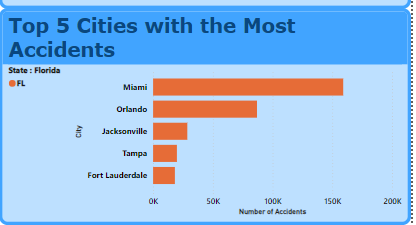 Top 5 Cities with the Most
Accidents
State : Florida
FL
City
Miami
Orlando
Jacksonville
Tampa
Fort Lauderdale
0K 50K 100K 150K 200K
Number of Accidents